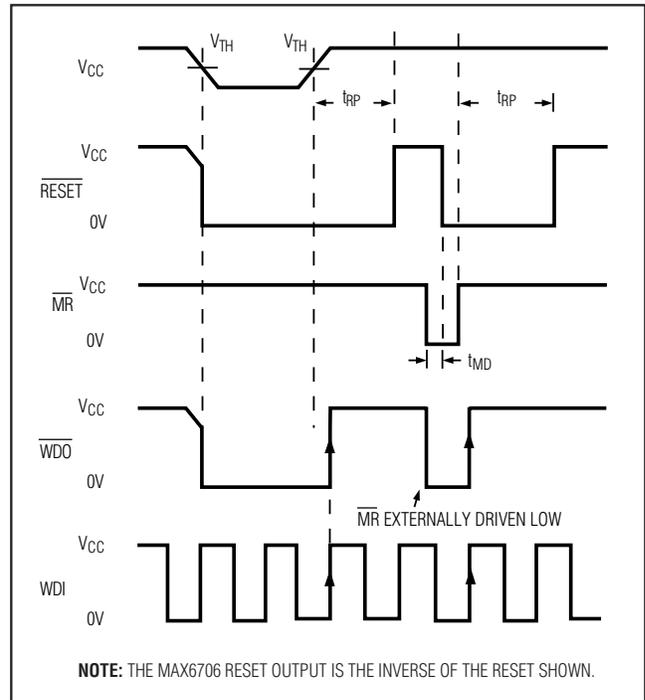 VTH VTH
VCC
tRP tRP
VCC
RESET
0V
VCC
MR
0V
tMD
VCC
WDO
0V
MR EXTERNALLY DRIVEN LOW
VCC
WDI
0V
NOTE: THE MAX6706 RESET OUTPUT IS THE INVERSE OF THE RESET SHOWN.